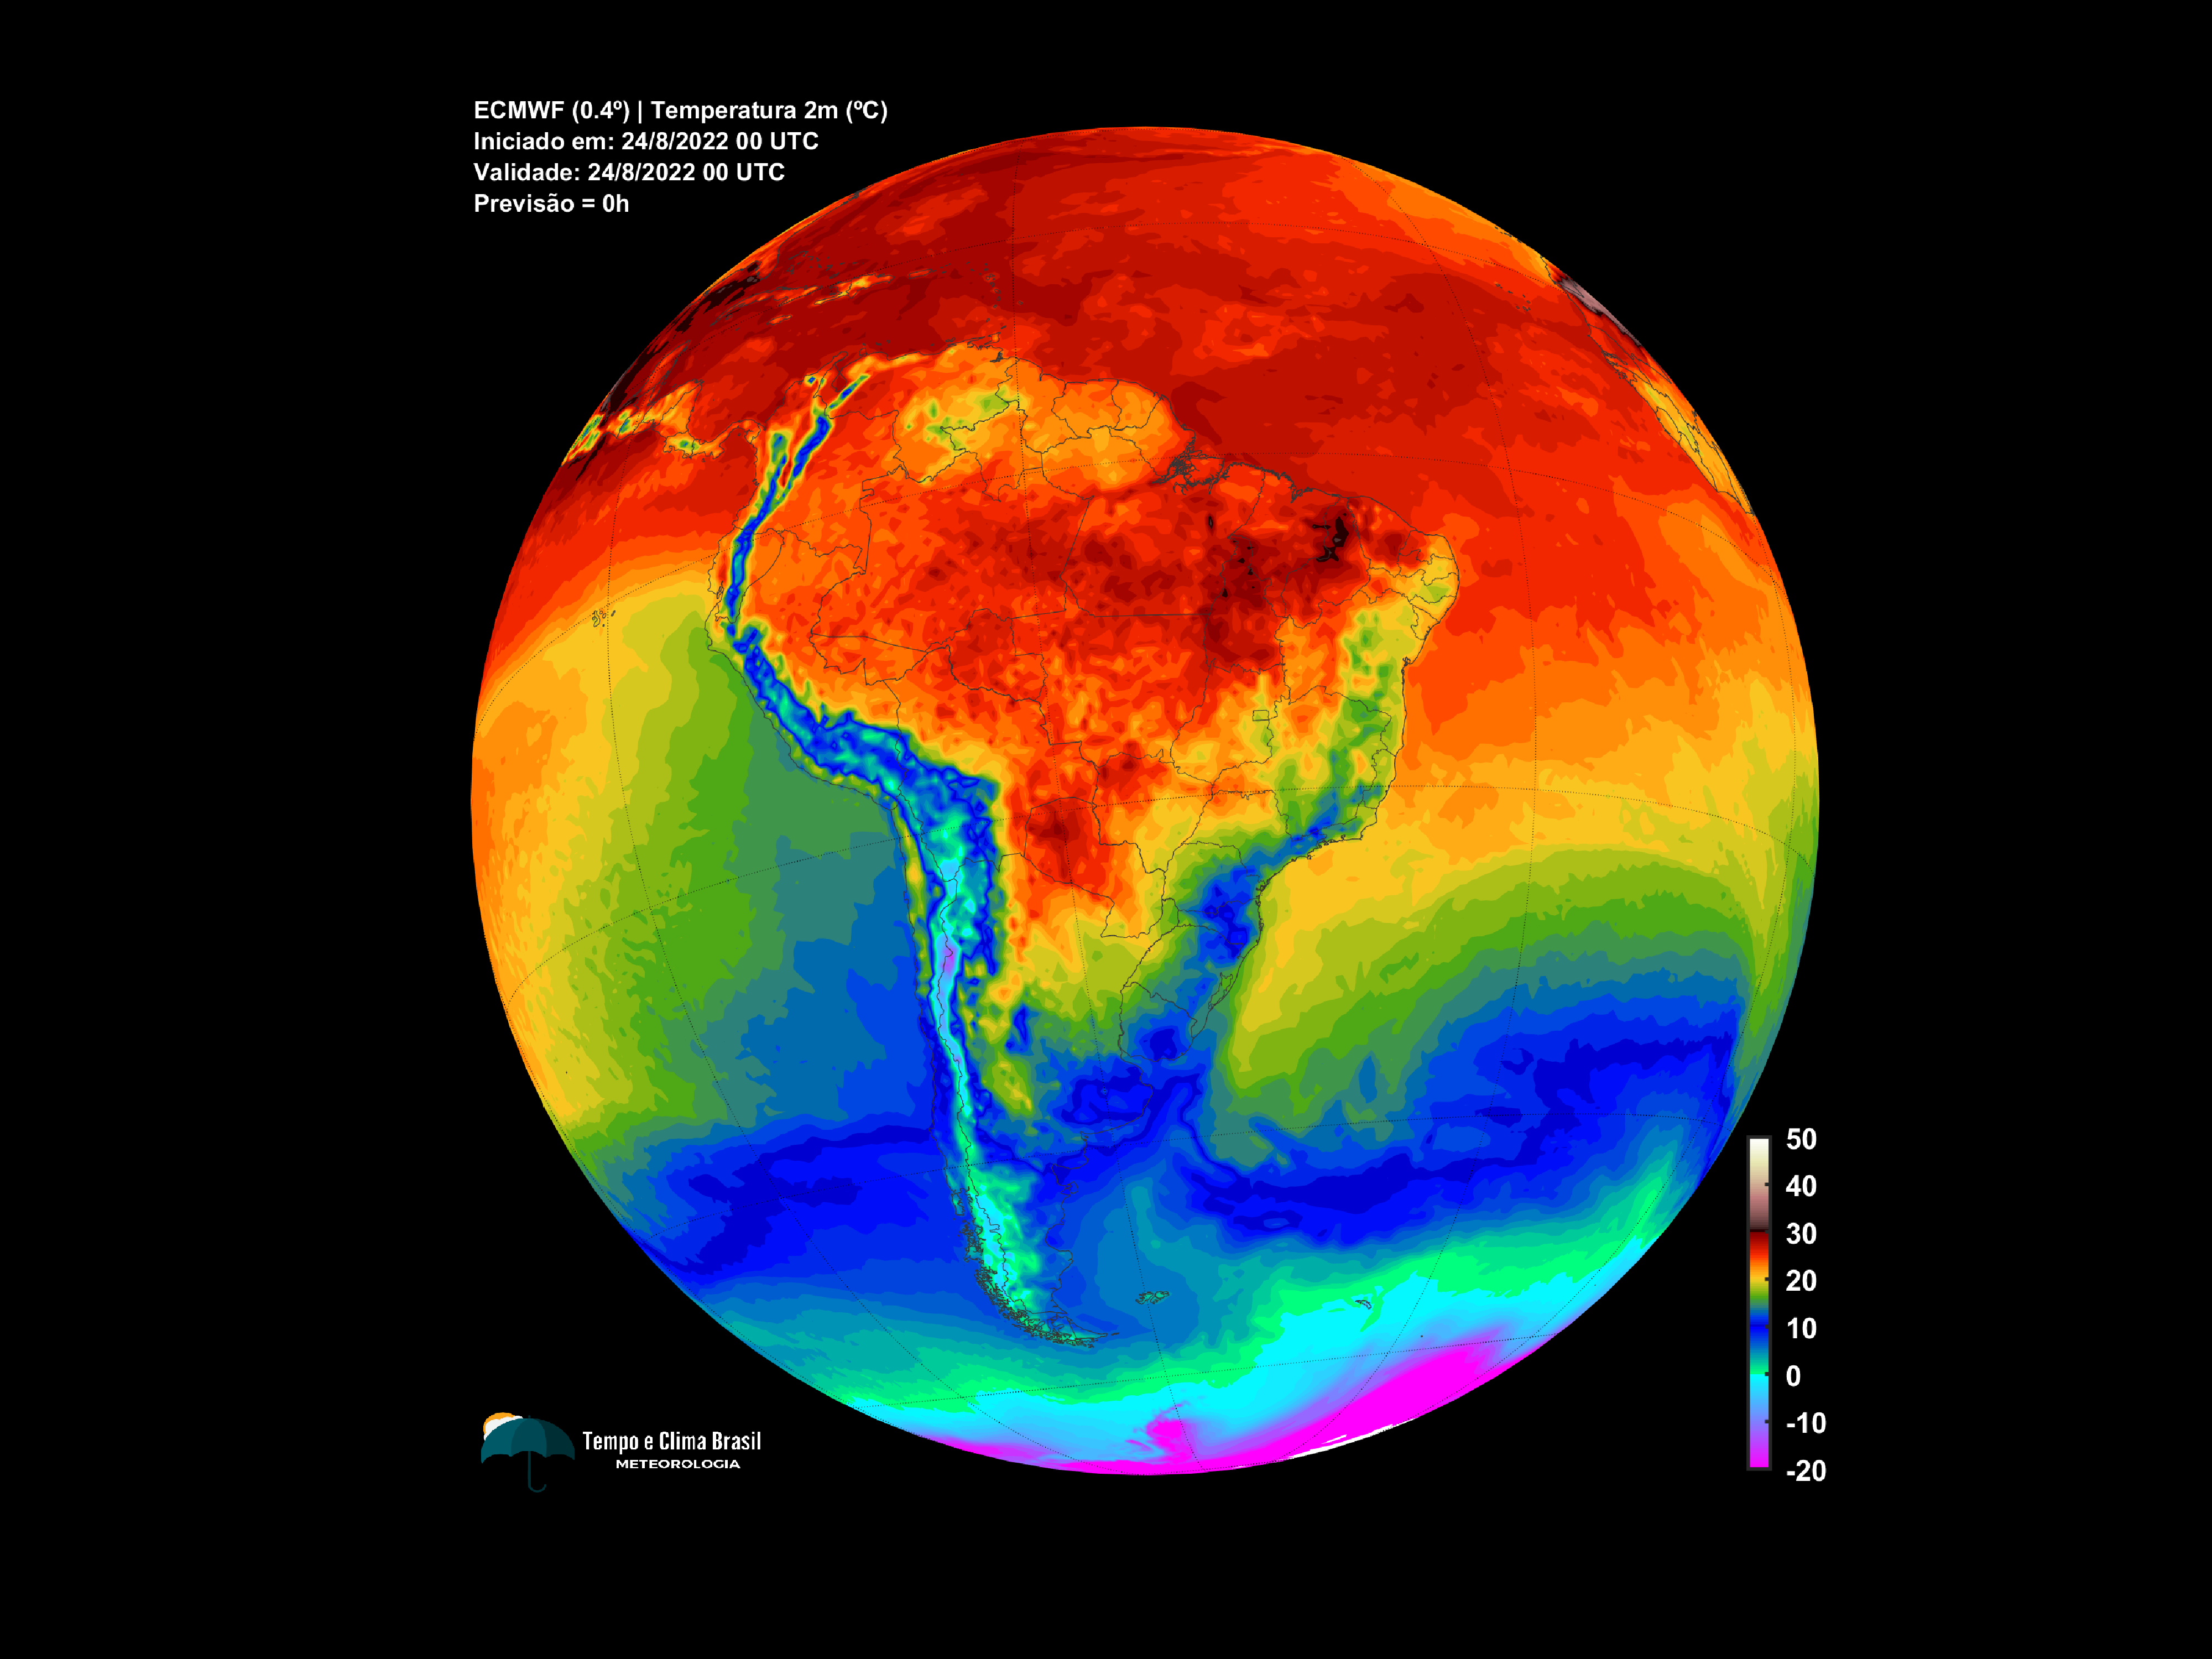 ECMWF (0.4º) | Temperatura 2m (ºC)
Iniciado em: 24/8/2022 00 UTC
Validade: 24/8/2022 00 UTC
Previsão = 0h
50
40
30
20
10
0
-10
-20
Tempo e Clima Brasil
METEOROLOGIA